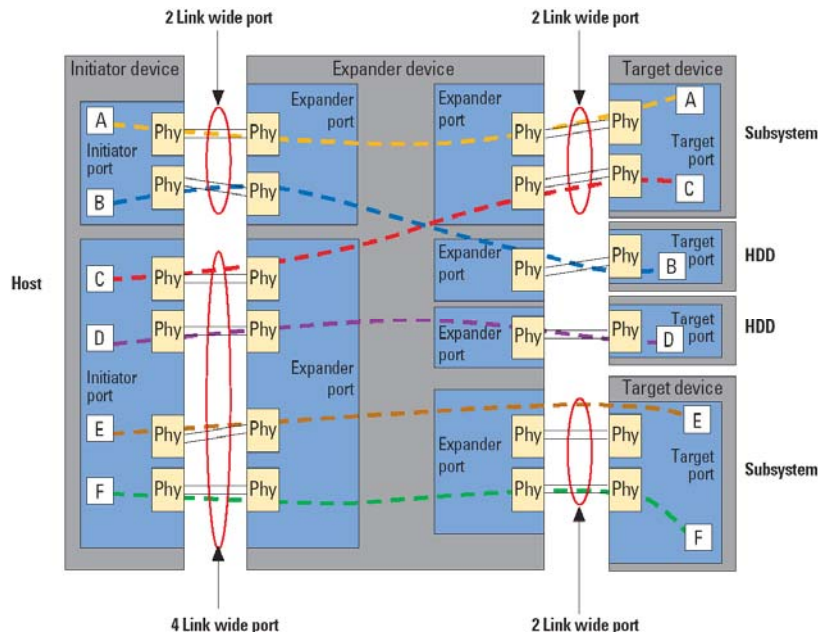 2 Link wide port
2 Link wide port
Initiator device
Expander device
Target device
A
Phy
Phy
Expander
port
Expander
port
Phy
Phy
A
Subsystem
Initiator
port
Target
port
B
Phy
Phy
Phy
Phy
C
Host
C
Phy
Phy
Expander
port
Phy
Phy
Target
port
B
HDD
D
Phy
Phy
Expander
port
Phy
Phy
Target
port
D
HDD
Initiator
port
Expander
port
Target device
E
Phy
Phy
Expander
port
Phy
Phy
E
Target
port
Subsystem
F
Phy
Phy
Phy
Phy
F
4 Link wide port
2 Link wide port